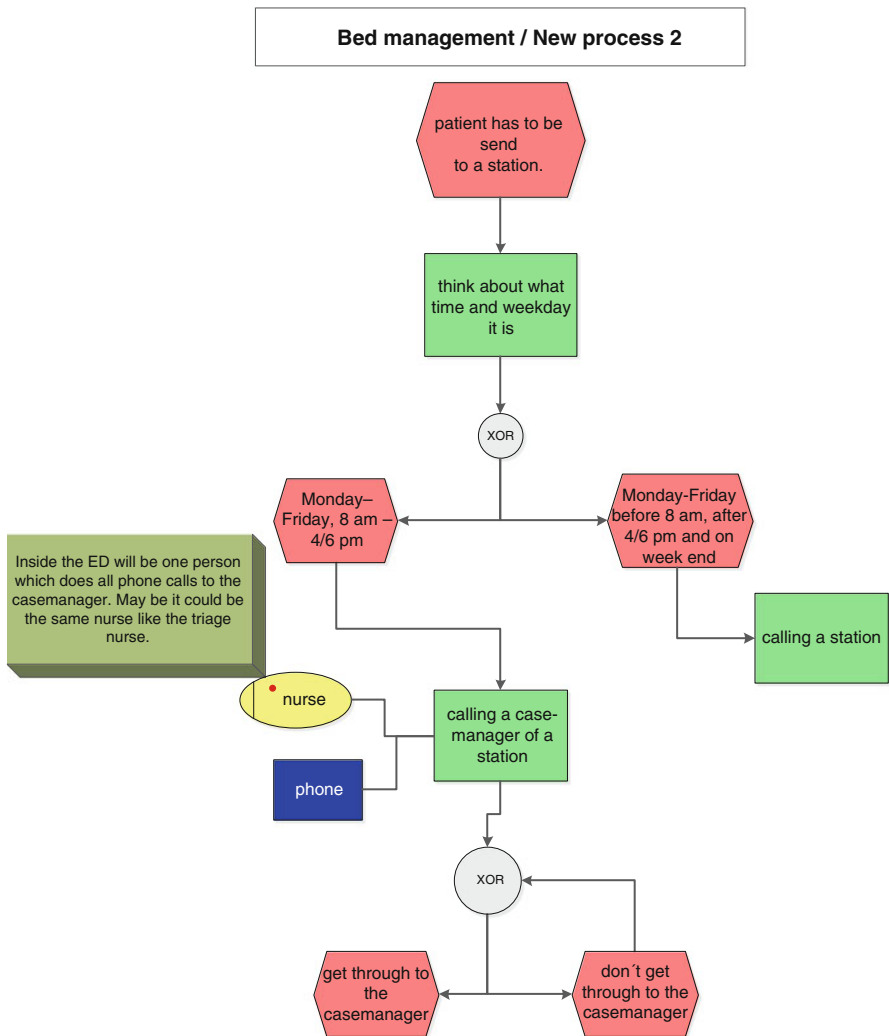 Bed management / New process 2
patient has to be
send
to a station.
think about what
time and weekday
it is
XOR
Monday–
Friday, 8 am –
4/6 pm
Monday-Friday
before 8 am, after
4/6 pm and on
week end
Inside the ED will be one person
which does all phone calls to the
casemanager. May be it could be
the same nurse like the triage
nurse.
calling a station
nurse
calling a case-
manager of a
station
phone
XOR
get through to
the
casemanager
don´t get
through to the
casemanager